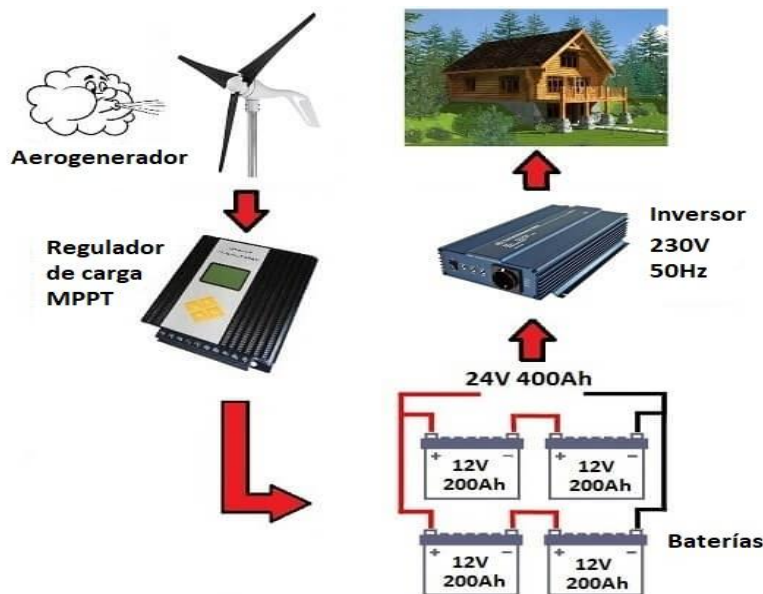 Aerogenerador
Regulador
de carga
MPPT
Inversor
230V
50Hz
24V 400Ah
+ − + −
12V
200Ah
12V
200Ah
+ − + −
12V
200Ah
12V
200Ah
Baterías